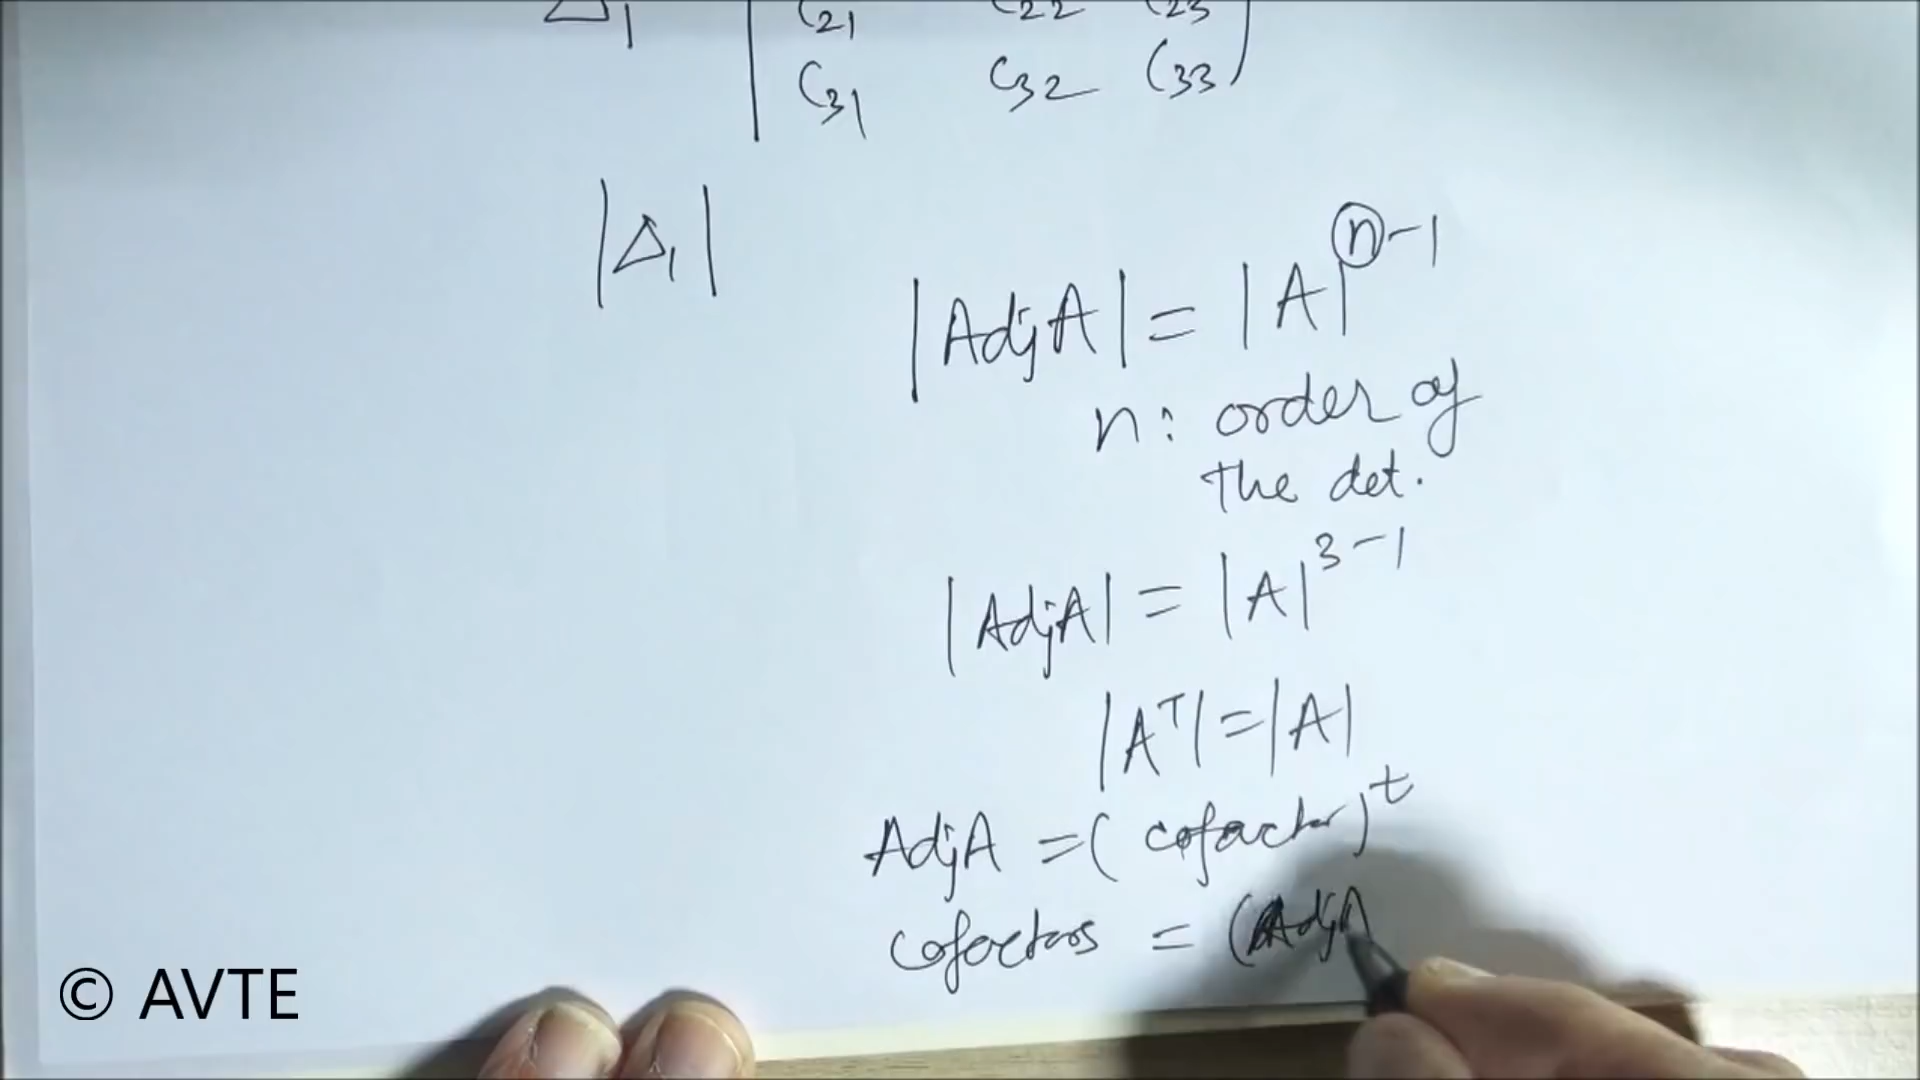 Δ₁ | C₂₁ C₂₂ C₂₃ |
C₃₁ C₃₂ C₃₃
|Δ₁|
|AdjA| = |A|ⁿ⁻¹
n: order of
the det.
|AdjA| = |A|³⁻¹
|Aᵀ| = |A|
AdjA = (cofactor)ᵗ
cofactors = (AdjA
© AVTE